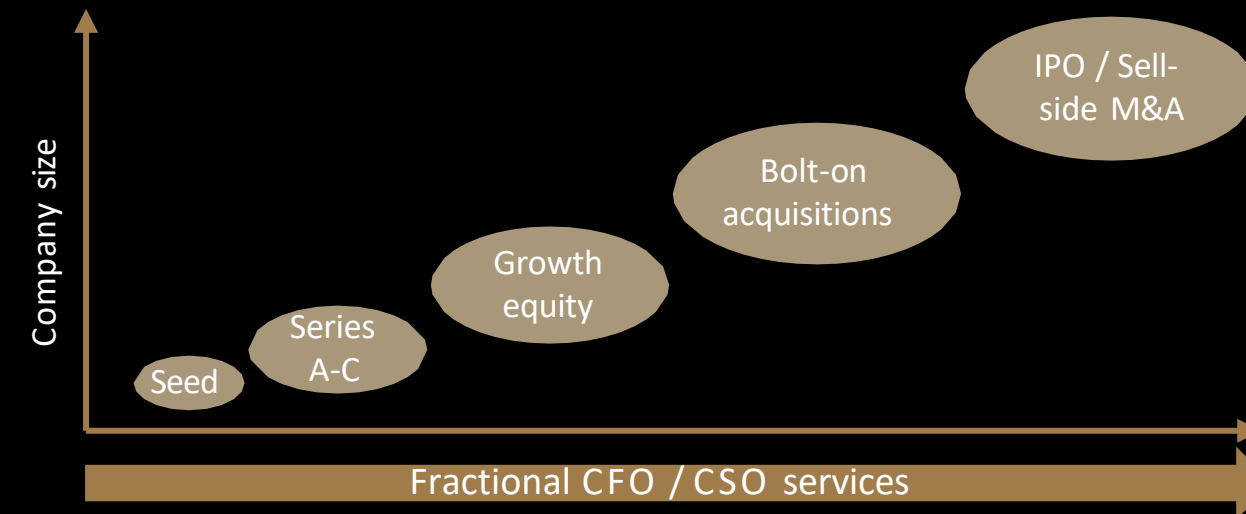 IPO / Sell-
side M&A
Bolt-on
acquisitions
Growth
equity
Series
A-C
Seed
Company size
Fractional CFO / CSO services